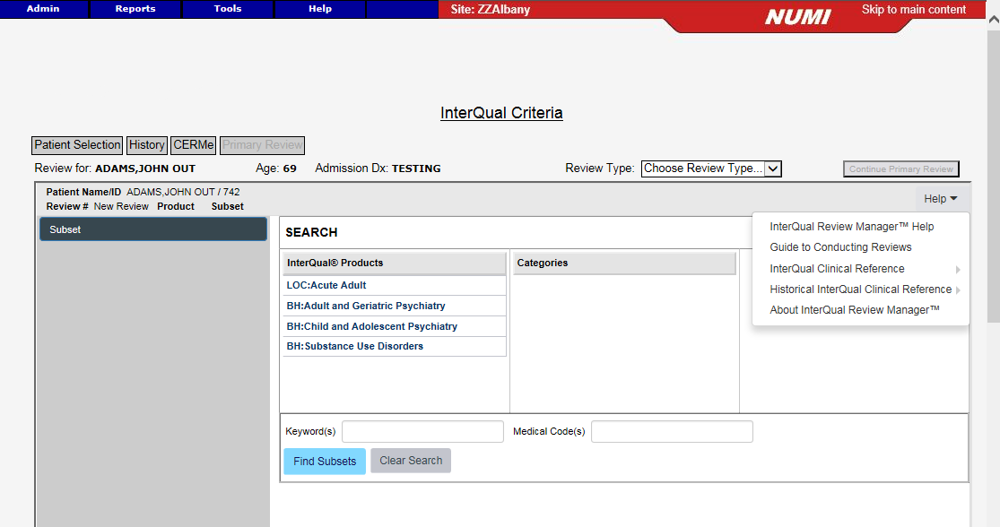 Admin Reports Tools Help Site: ZZAlbany NUMI Skip to main content
InterQual Criteria
Patient Selection History CERMe Primary Review
Review for: ADAMS,JOHN OUT Age: 69 Admission Dx: TESTING Review Type: Choose Review Type... Continue Primary Review
Patient Name/ID ADAMS,JOHN OUT / 742
Review # New Review Product Subset
Help
Subset
SEARCH
InterQual® Products
LOC:Acute Adult
BH:Adult and Geriatric Psychiatry
BH:Child and Adolescent Psychiatry
BH:Substance Use Disorders
Categories
InterQual Review Manager™ Help
Guide to Conducting Reviews
InterQual Clinical Reference
Historical InterQual Clinical Reference
About InterQual Review Manager™
Keyword(s) Medical Code(s)
Find Subsets Clear Search